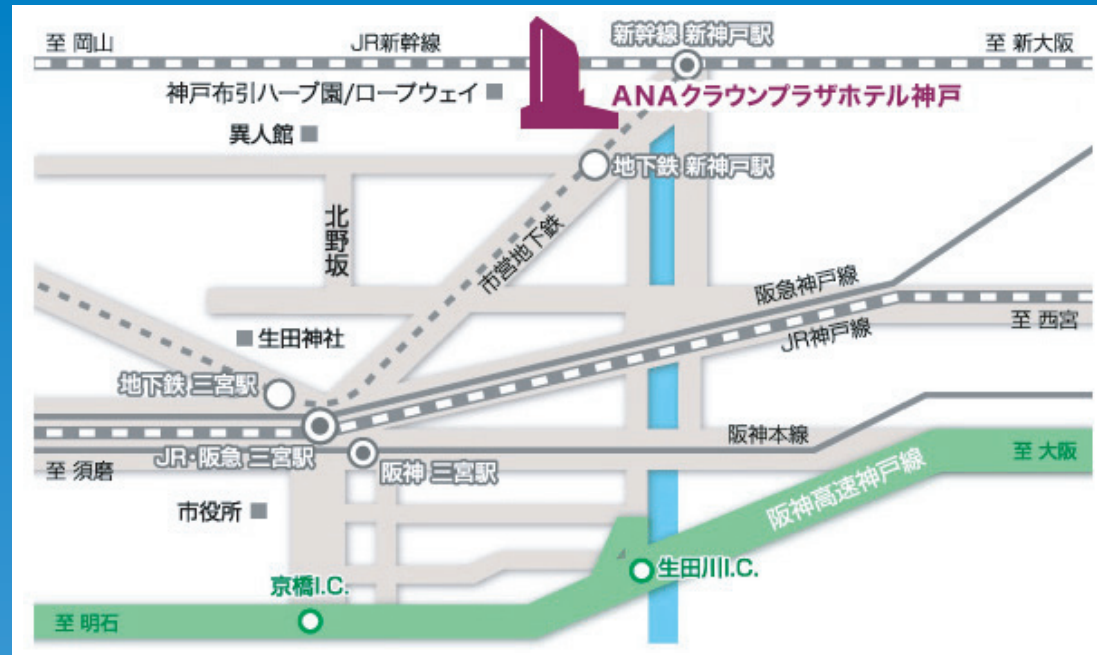 至 岡山
JR新幹線
新幹線 新神戸駅
至 新大阪
神戸布引ハーブ園/ロープウェイ
ANAクラウンプラザホテル神戸
異人館
地下鉄 新神戸駅
北野坂
市営地下鉄
阪急神戸線
JR神戸線
至 西宮
生田神社
地下鉄 三宮駅
JR・阪急 三宮駅
阪神 三宮駅
阪神本線
至 須磨
至 大阪
阪神高速神戸線
市役所
生田川I.C.
京橋I.C.
至 明石